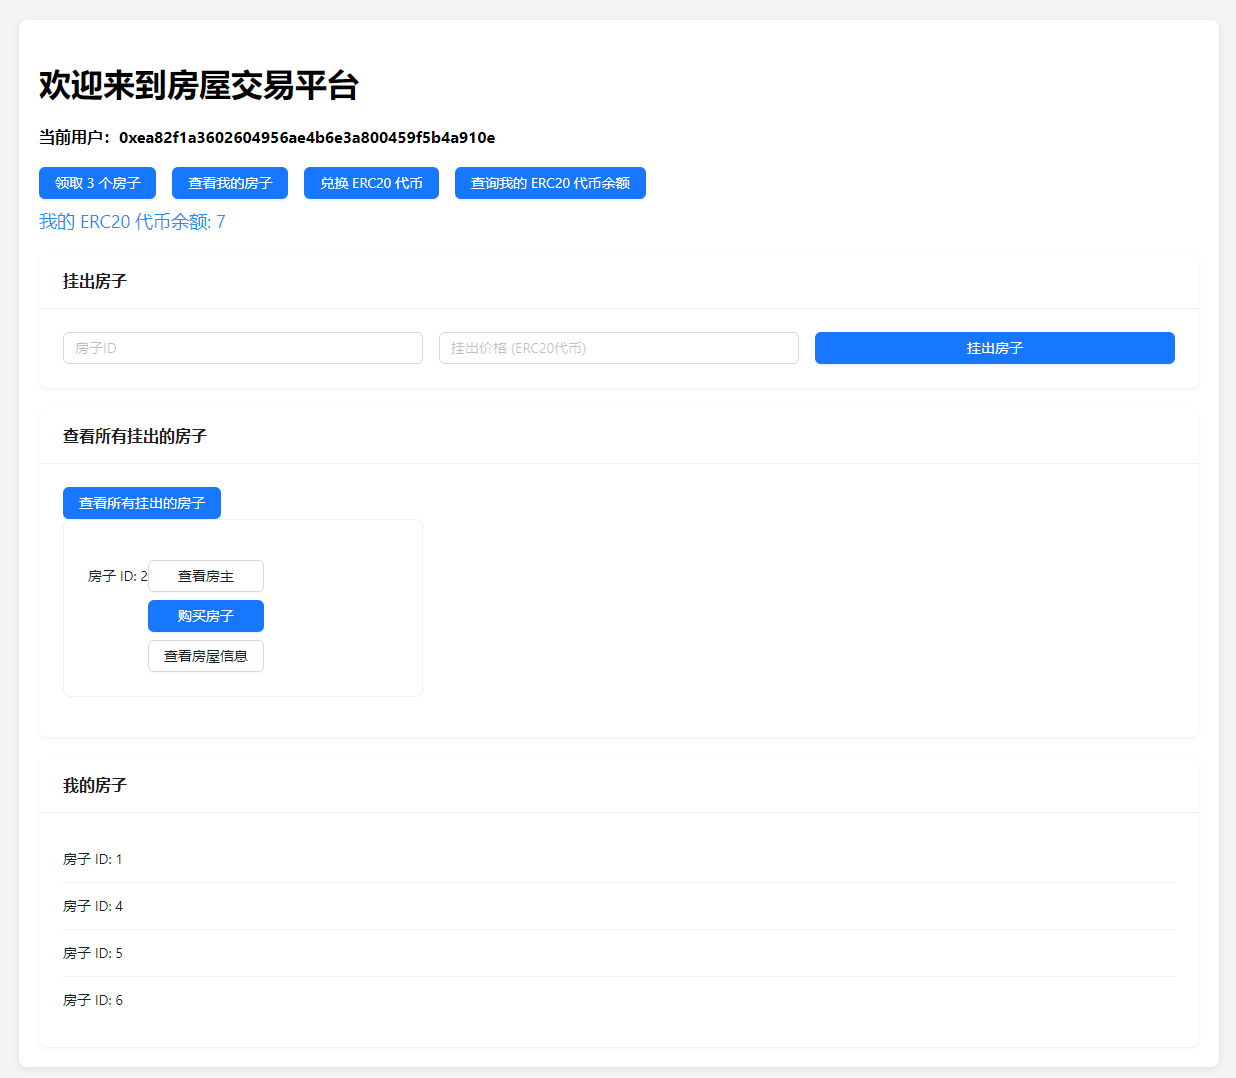 欢迎来到房屋交易平台
当前用户：0xea82f1a3602604956ae4b6e3a800459f5b4a910e
领取 3 个房子 查看我的房子 兑换 ERC20 代币 查询我的 ERC20 代币余额
我的 ERC20 代币余额: 7
挂出房子
房子ID 挂出价格 (ERC20代币) 挂出房子
查看所有挂出的房子
查看所有挂出的房子
房子 ID: 2 查看房主
购买房子
查看房屋信息
我的房子
房子 ID: 1
房子 ID: 4
房子 ID: 5
房子 ID: 6